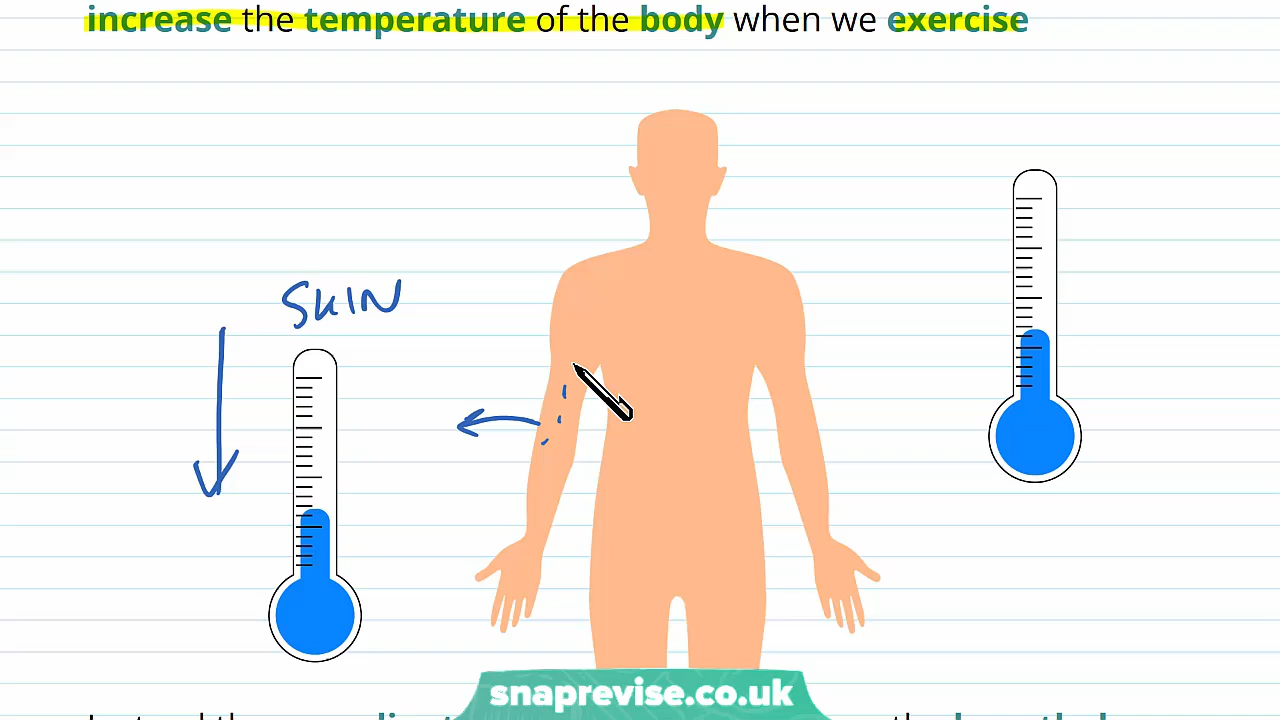 increase the temperature of the body when we exercise
SKIN
snaprevise.co.uk